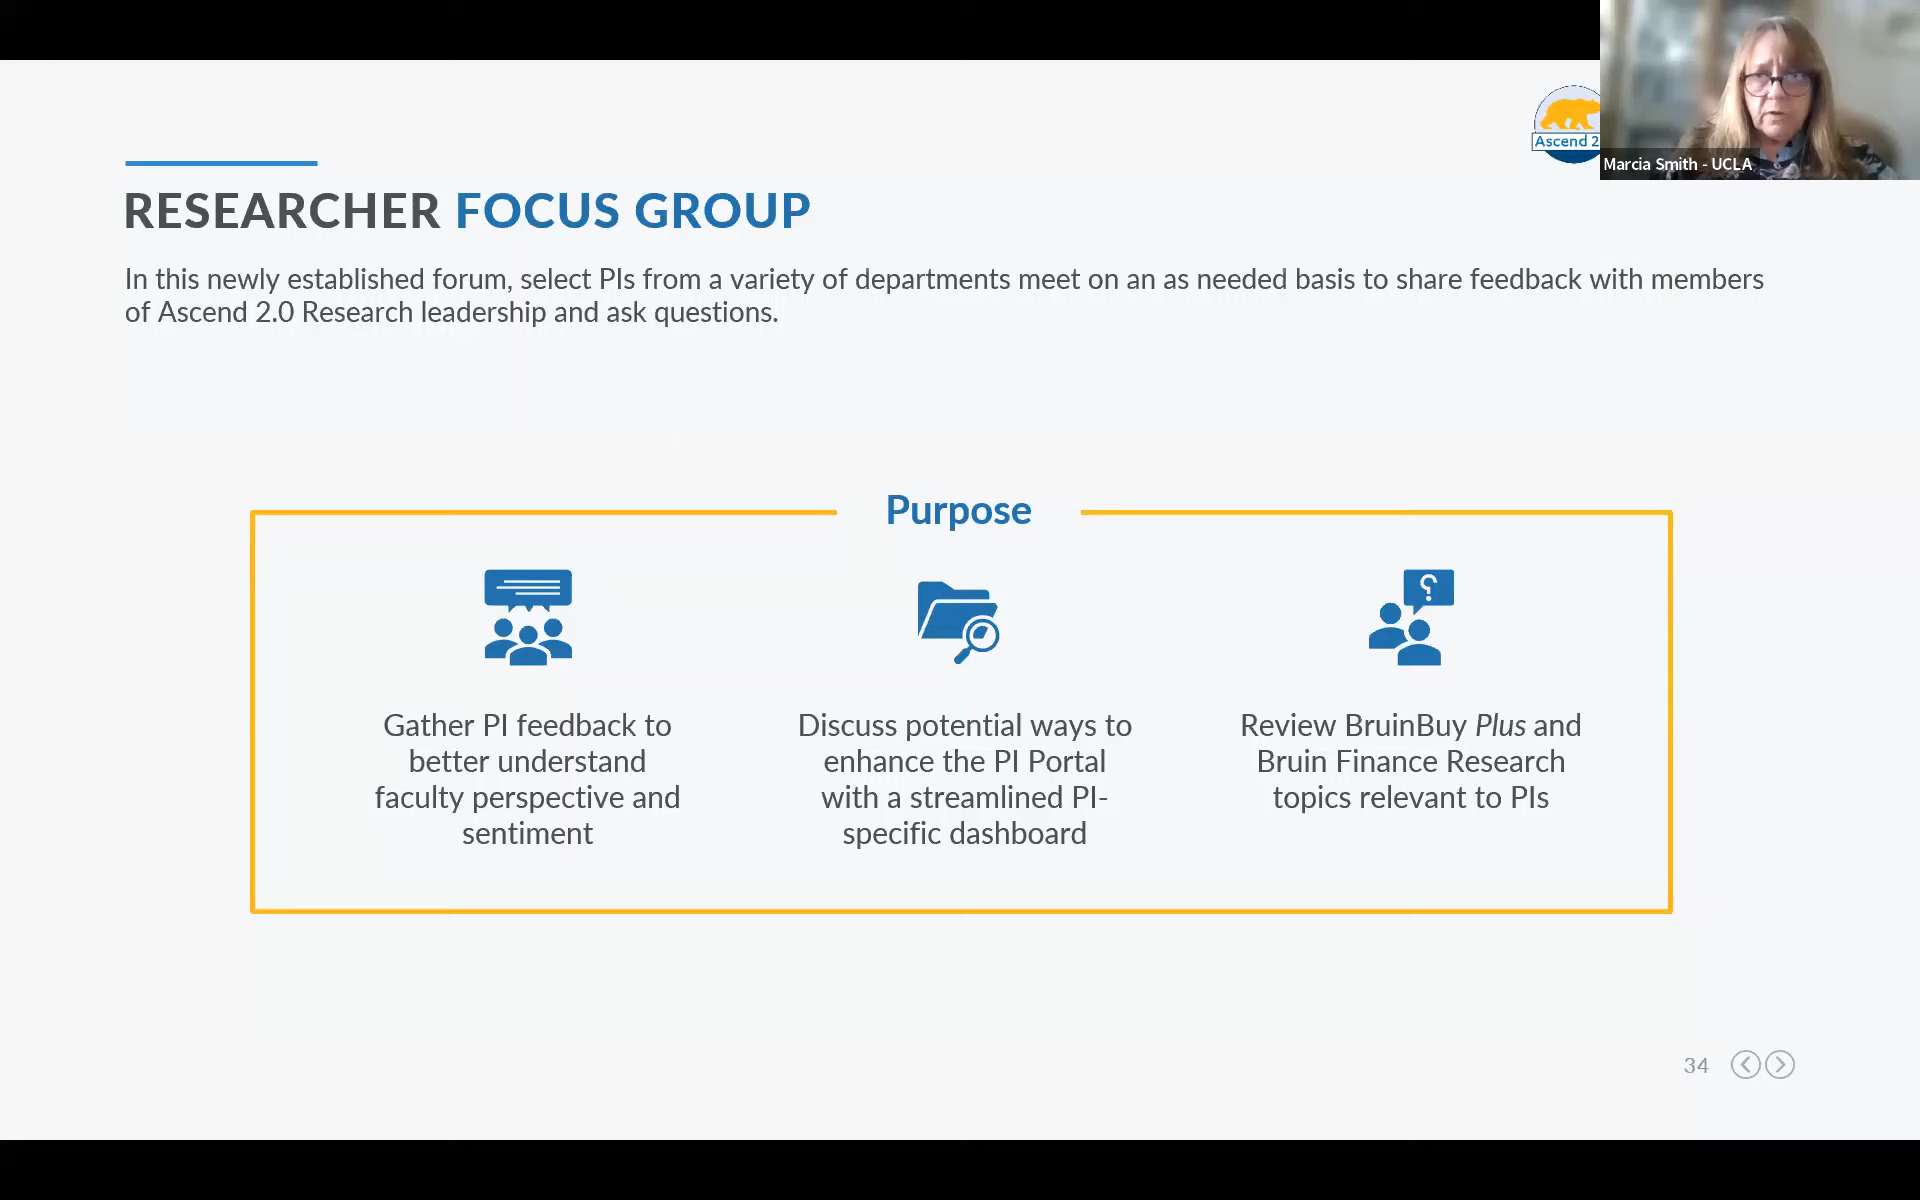 Ascend 2
Marcia Smith - UCLA
RESEARCHER FOCUS GROUP
In this newly established forum, select PIs from a variety of departments meet on an as needed basis to share feedback with members
of Ascend 2.0 Research leadership and ask questions.
Purpose
?
Gather PI feedback to
better understand
faculty perspective and
sentiment
Discuss potential ways to
enhance the PI Portal
with a streamlined PI-
specific dashboard
Review BruinBuy Plus and
Bruin Finance Research
topics relevant to PIs
34